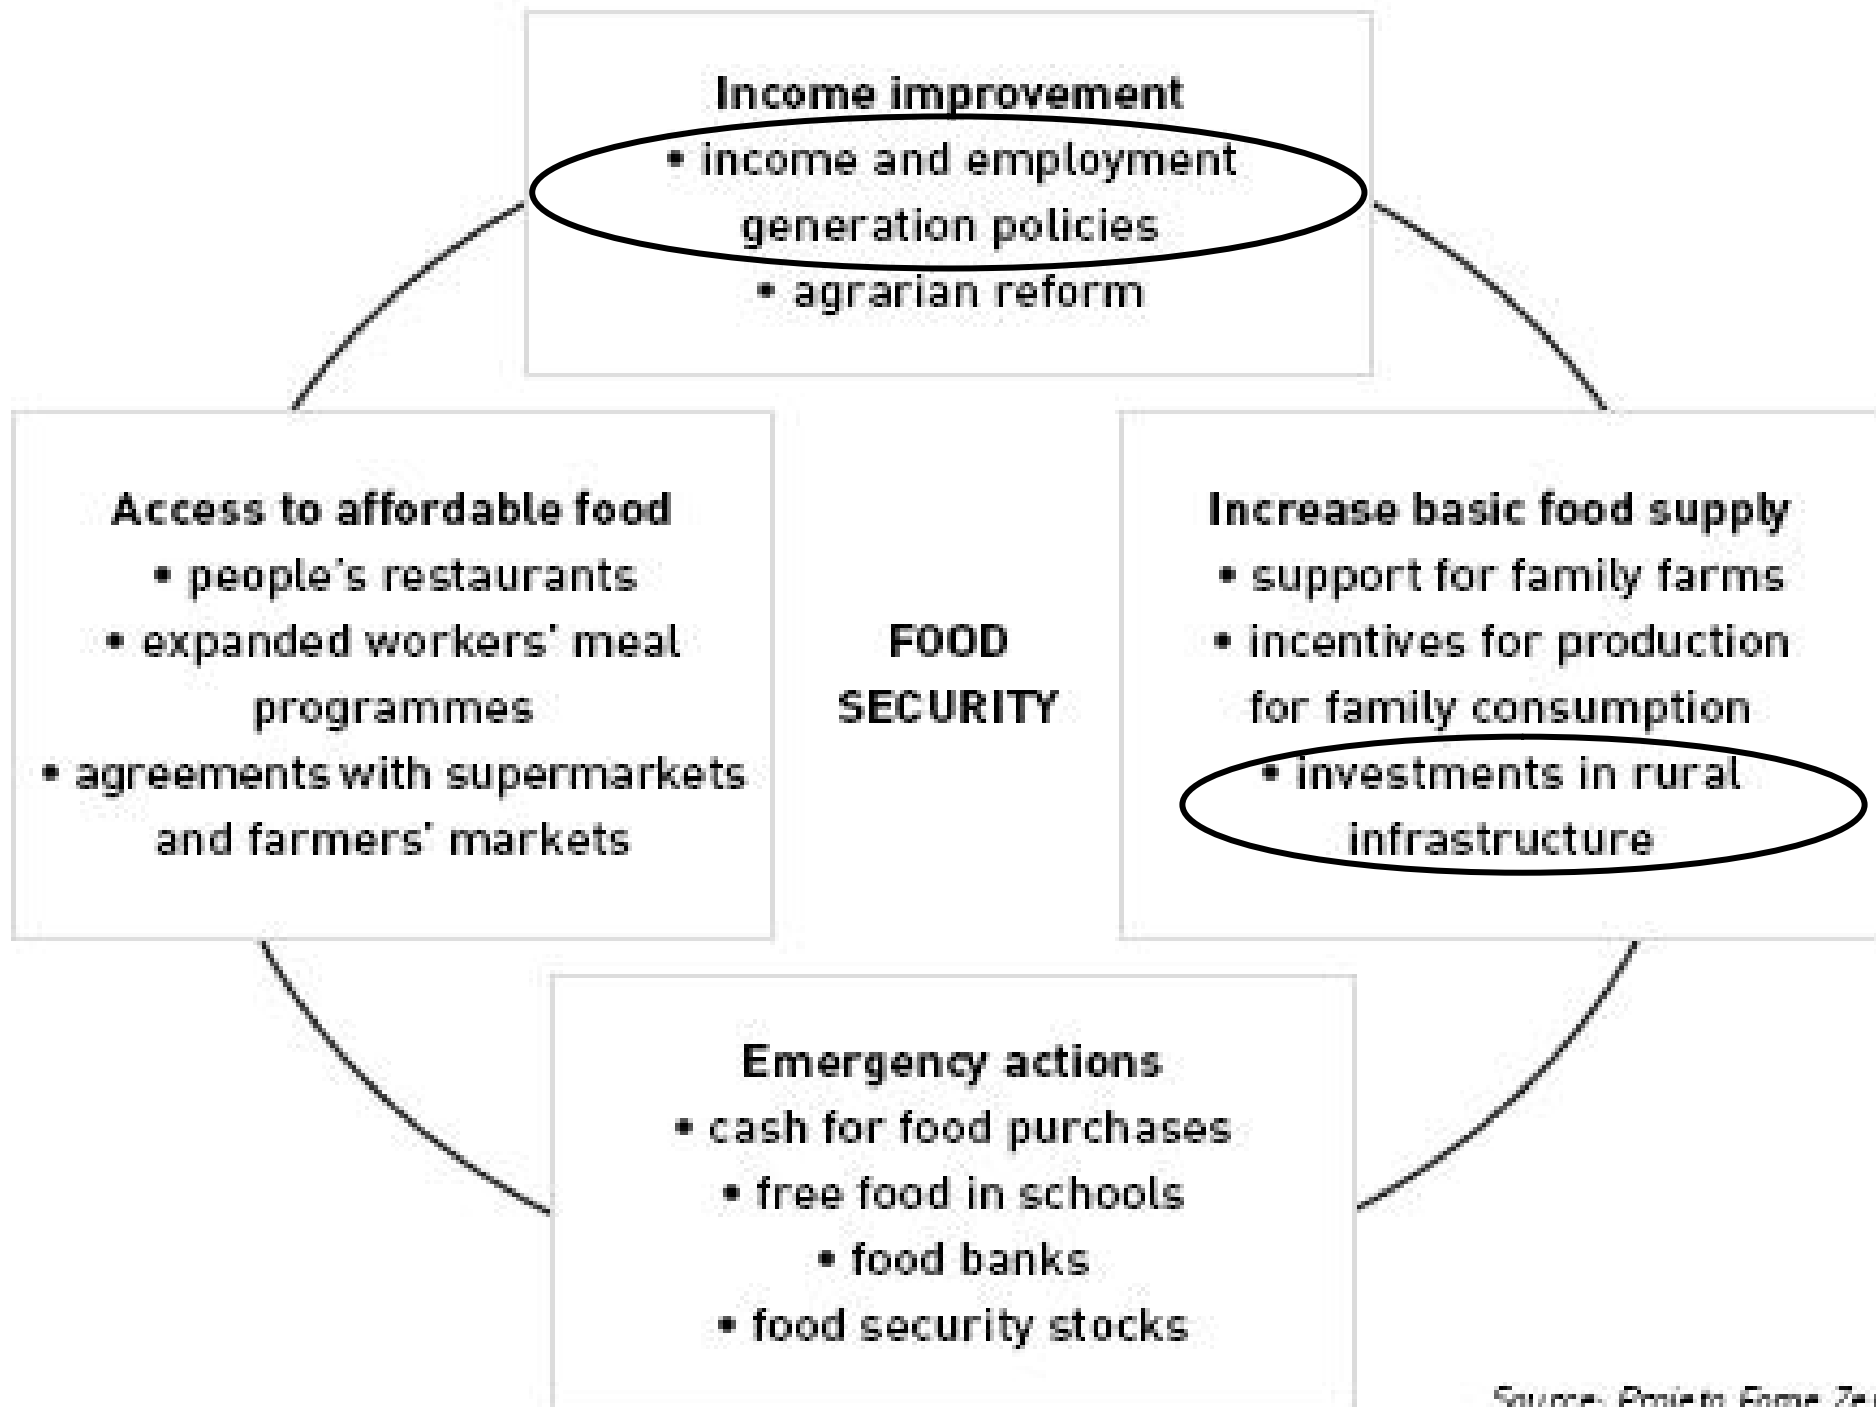 Income improvement
• income and employment
generation policies
• agrarian reform
Access to affordable food
• people's restaurants
• expanded workers' meal
programmes
• agreements with supermarkets
and farmers' markets
FOOD
SECURITY
Increase basic food supply
• support for family farms
• incentives for production
for family consumption
• investments in rural
infrastructure
Emergency actions
• cash for food purchases
• free food in schools
• food banks
• food security stocks
Source: Projeto Fome